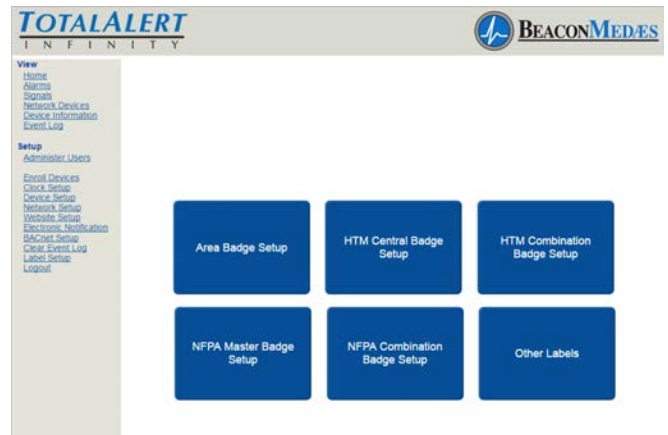 TOTALALERT
INFINITY
BEACONMEDÆS
View
Home
Alarms
Signals
Network Devices
Device Information
Event Log
Setup
Administer Users
Enroll Devices
Clock Setup
Device Setup
Network Setup
Website Setup
Electronic Notification
BACnet Setup
Clear Event Log
Label Setup
Logout
Area Badge Setup
HTM Central Badge
Setup
HTM Combination
Badge Setup
NFPA Master Badge
Setup
NFPA Combination
Badge Setup
Other Labels